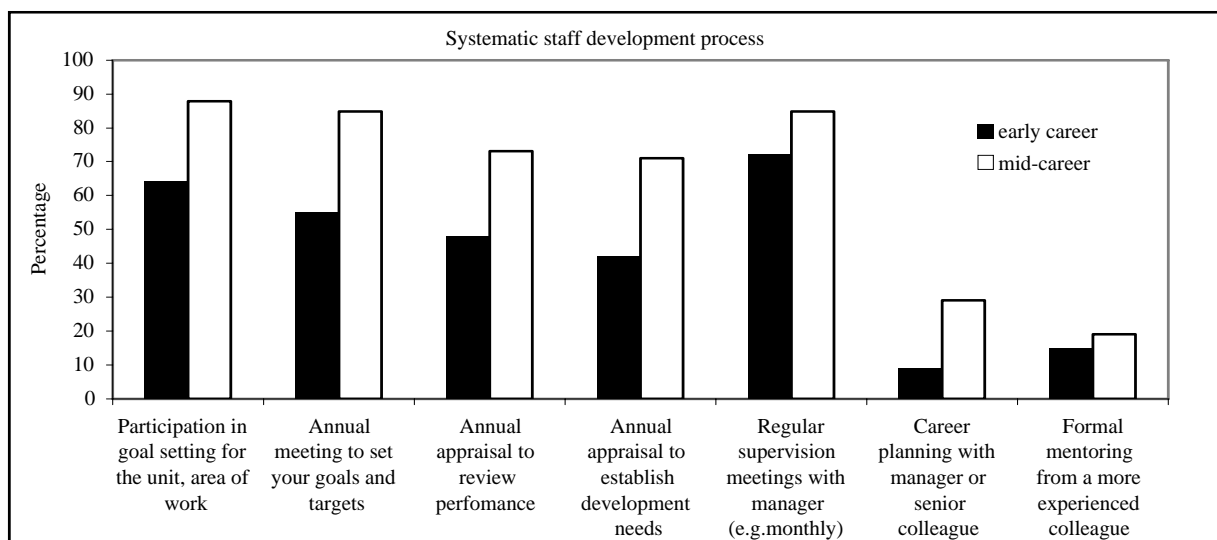 Systematic staff development process
100
90
80
70
60
50
40
30
20
10
0
Percentage
early career
mid-career
Participation in
goal setting for
the unit, area of
work
Annual
meeting to set
your goals and
targets
Annual
appraisal to
review
perfomance
Annual
appraisal to
establish
development
needs
Regular
supervision
meetings with
manager
(e.g.monthly)
Career
planning with
manager or
senior
colleague
Formal
mentoring
from a more
experienced
colleague